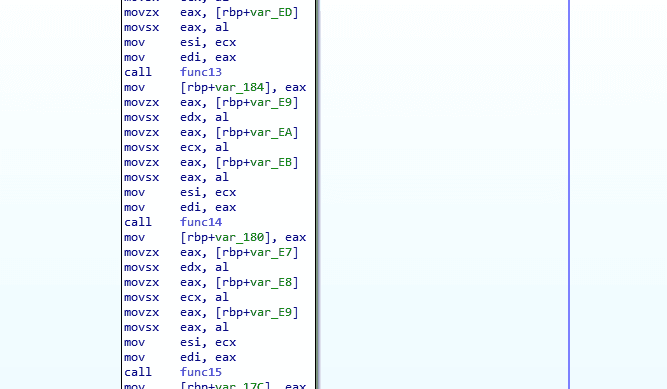 movzx eax, [rbp+var_ED]
movsx eax, al
mov esi, ecx
mov edi, eax
call func13
mov [rbp+var_184], eax
movzx eax, [rbp+var_E9]
movsx edx, al
movzx eax, [rbp+var_EA]
movsx ecx, al
movzx eax, [rbp+var_EB]
movsx eax, al
mov esi, ecx
mov edi, eax
call func14
mov [rbp+var_180], eax
movzx eax, [rbp+var_E7]
movsx edx, al
movzx eax, [rbp+var_E8]
movsx ecx, al
movzx eax, [rbp+var_E9]
movsx eax, al
mov esi, ecx
mov edi, eax
call func15
mov [rbp+var_17C], eax